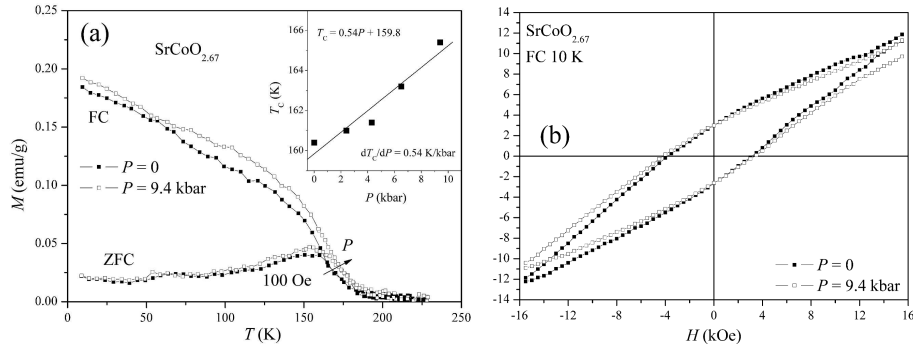 (a)
SrCoO2.67
FC
P = 0
P = 9.4 kbar
ZFC
100 Oe
P
M (emu/g)
0.25
0.20
0.15
0.10
0.05
0.00
0 50 100 150 200 250
T (K)
TC = 0.54P + 159.8
dTC/dP = 0.54 K/kbar
TC (K)
166
164
162
160
0 2 4 6 8 10
P (kbar)
SrCoO2.67
FC 10 K
(b)
P = 0
P = 9.4 kbar
14
12
10
8
6
4
2
0
-2
-4
-6
-8
-10
-12
-14
-16 -12 -8 -4 0 4 8 12 16
H (kOe)